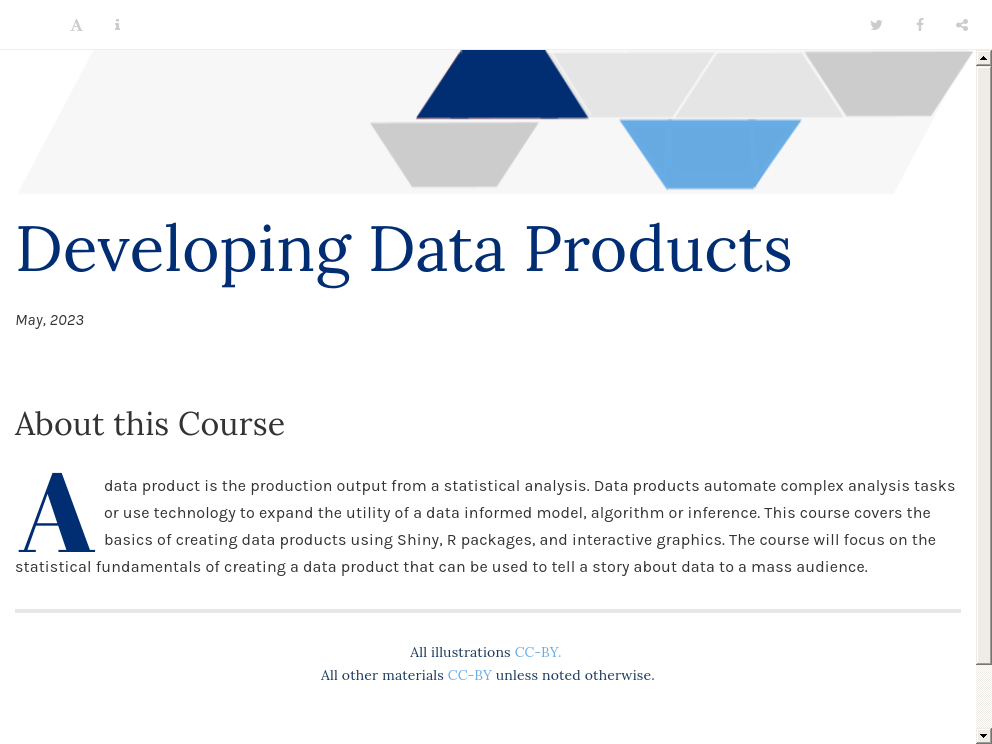 A
Developing Data Products
May, 2023
About this Course
A data product is the production output from a statistical analysis. Data products automate complex analysis tasks
or use technology to expand the utility of a data informed model, algorithm or inference. This course covers the
basics of creating data products using Shiny, R packages, and interactive graphics. The course will focus on the
statistical fundamentals of creating a data product that can be used to tell a story about data to a mass audience.
All illustrations CC-BY.
All other materials CC-BY unless noted otherwise.